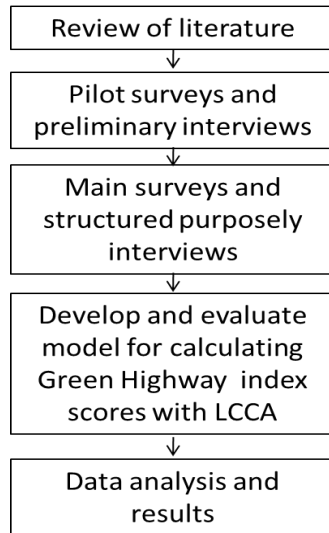 Review of literature
Pilot surveys and
preliminary interviews
Main surveys and
structured purposely
interviews
Develop and evaluate
model for calculating
Green Highway index
scores with LCCA
Data analysis and
results